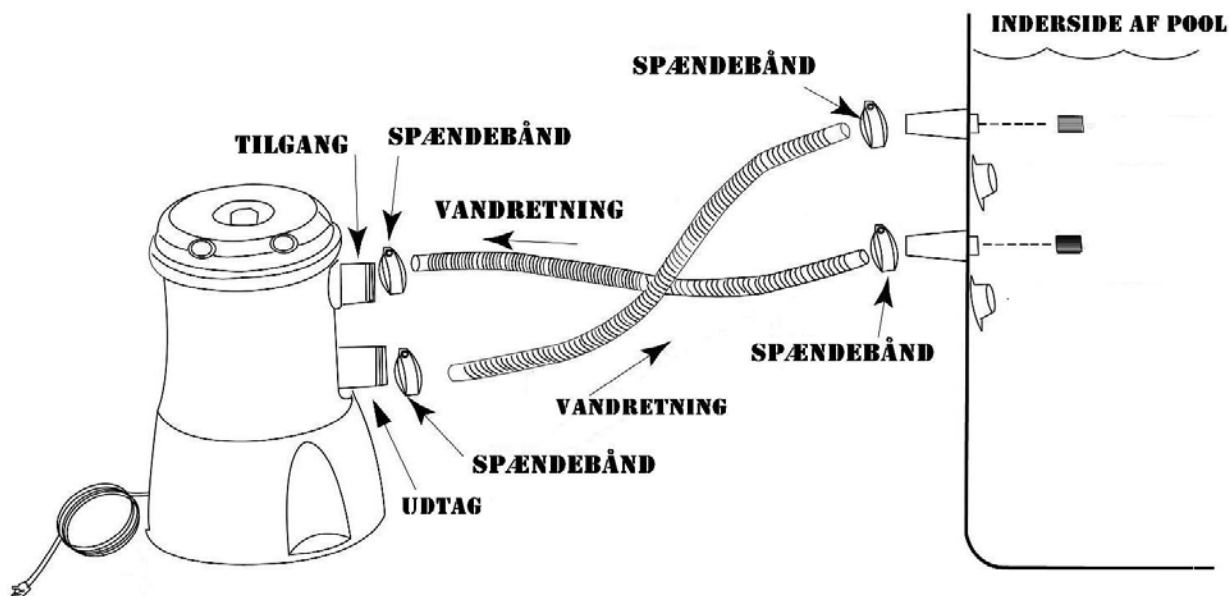 INDERSIDE AF POOL
SPÆNDEBÅND
TILGANG
SPÆNDEBÅND
VANDRETNING
SPÆNDEBÅND
VANDRETNING
SPÆNDEBÅND
UDTAG